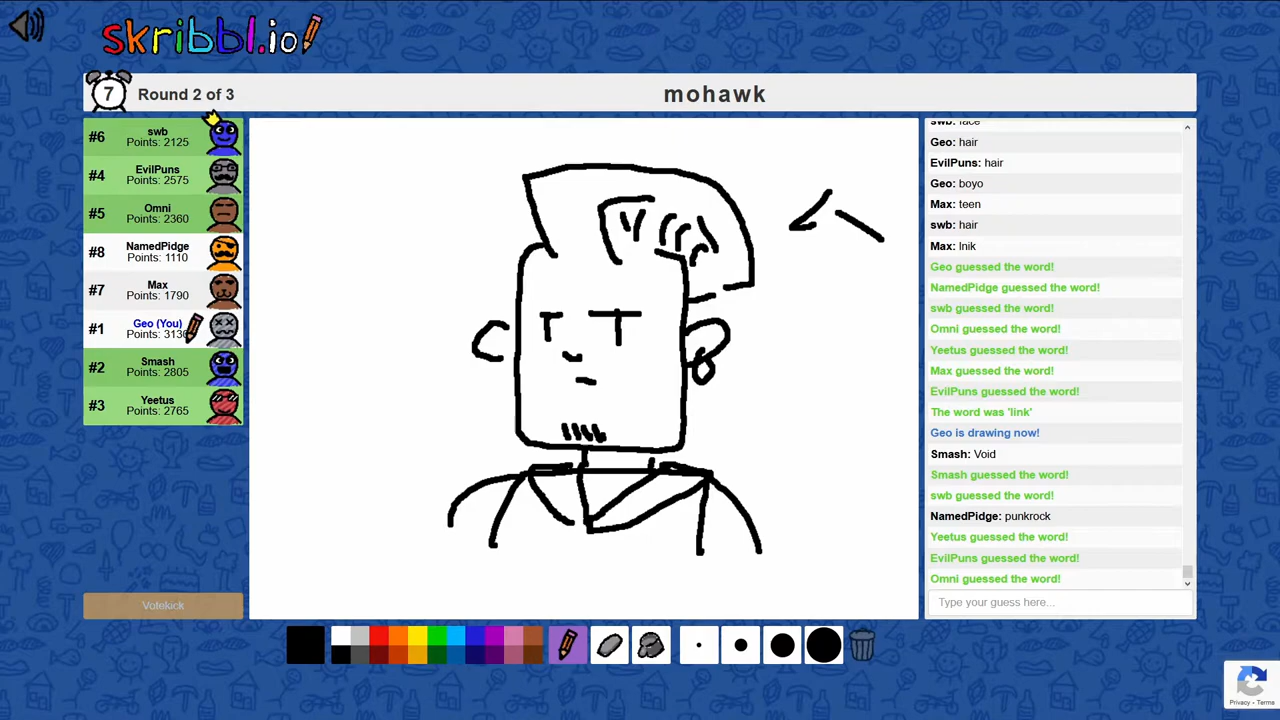 skribbl.io
7
Round 2 of 3
mohawk
#6
swb
Points: 2125
#4
EvilPuns
Points: 2575
#5
Omni
Points: 2360
#8
NamedPidge
Points: 1110
#7
Max
Points: 1790
#1
Geo (You)
Points: 3130
#2
Smash
Points: 2805
#3
Yeetus
Points: 2765
Votekick
swb: face
Geo: hair
EvilPuns: hair
Geo: boyo
Max: teen
swb: hair
Max: lnik
Geo guessed the word!
NamedPidge guessed the word!
swb guessed the word!
Omni guessed the word!
Yeetus guessed the word!
Max guessed the word!
EvilPuns guessed the word!
The word was 'link'
Geo is drawing now!
Smash: Void
Smash guessed the word!
swb guessed the word!
NamedPidge: punkrock
Yeetus guessed the word!
EvilPuns guessed the word!
Omni guessed the word!
Type your guess here...
Privacy - Terms